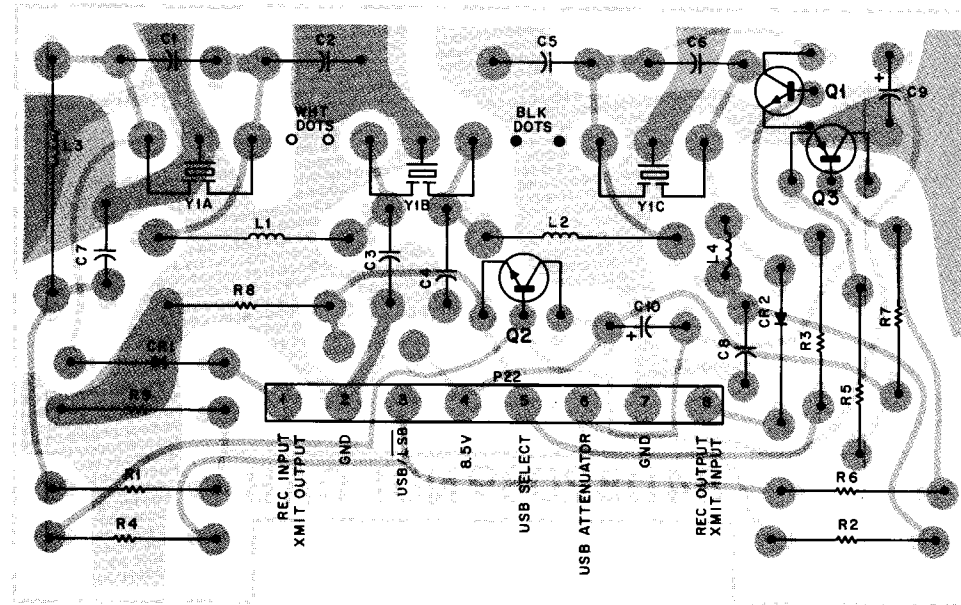 C1
C2
C5
C6
Q1
C9
WHT
DOTS
BLK
DOTS
L3
Q3
Y1A
Y1B
Y1C
L1
L2
L4
C7
C3
C4
R8
Q2
C10
C8
CR2
R3
R5
R7
CR1
R9
P22
1
2
3
4
5
6
7
8
REC INPUT
XMIT OUTPUT
GND
USB/LSB
8.5V
USB SELECT
USB ATTENUATOR
GND
REC OUTPUT
XMIT INPUT
R1
R6
R4
R2